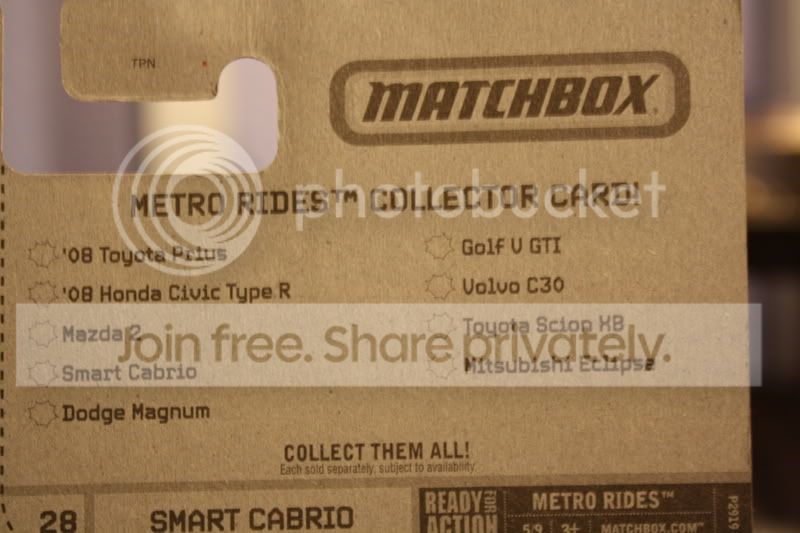 TPN
MATCHBOX
METRO RIDES™ COLLECTOR CARD!
photobucket
'08 Toyota Prius
'08 Honda Civic Type R
Mazda 2
Smart Cabrio
Dodge Magnum
Golf V GTI
Volvo C30
Toyota Scion XB
Mitsubishi Eclipse
Join free. Share privately.
COLLECT THEM ALL!
Each sold separately, subject to availability.
28 SMART CABRIO
READY FOR ACTION
METRO RIDES™
5/9 3+ MATCHBOX.COM™
P2919